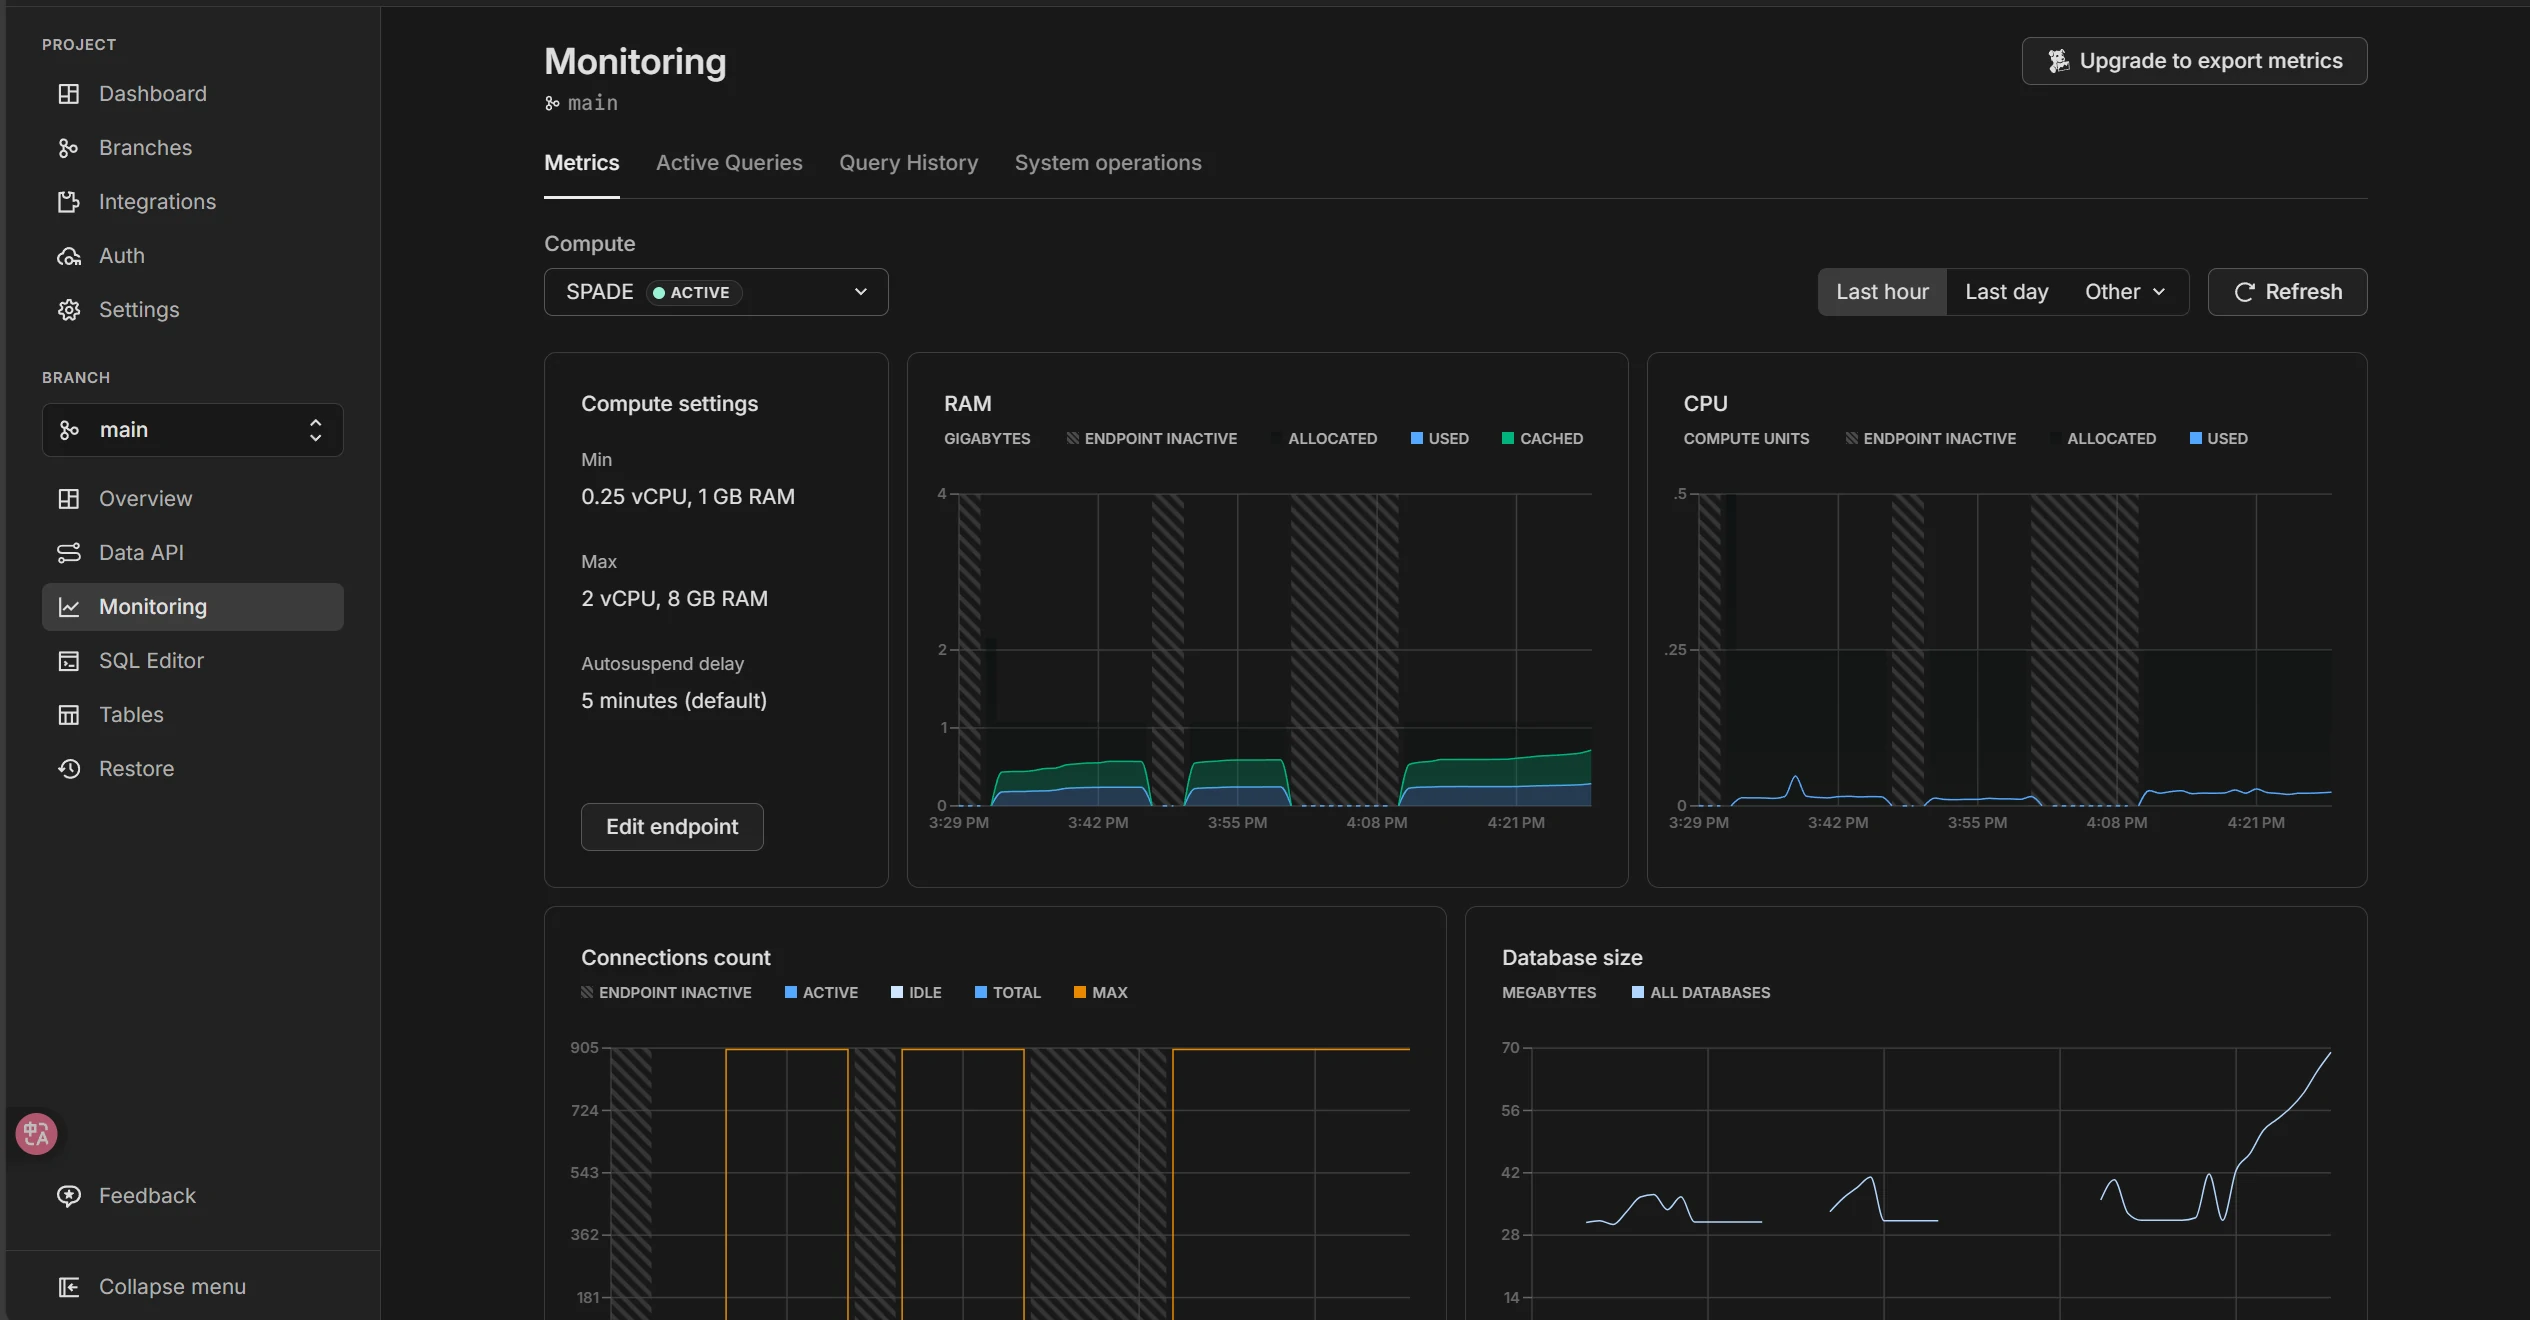 PROJECT
Dashboard
Branches
Integrations
Auth
Settings
BRANCH
main
Overview
Data API
Monitoring
SQL Editor
Tables
Restore
Feedback
Collapse menu
Monitoring
main
Upgrade to export metrics
Metrics Active Queries Query History System operations
Compute
SPADE ACTIVE
Last hour Last day Other Refresh
Compute settings
Min
0.25 vCPU, 1 GB RAM
Max
2 vCPU, 8 GB RAM
Autosuspend delay
5 minutes (default)
Edit endpoint
RAM
GIGABYTES ENDPOINT INACTIVE ALLOCATED USED CACHED
4
2
1
0
3:29 PM 3:42 PM 3:55 PM 4:08 PM 4:21 PM
CPU
COMPUTE UNITS ENDPOINT INACTIVE ALLOCATED USED
.5
.25
0
3:29 PM 3:42 PM 3:55 PM 4:08 PM 4:21 PM
Connections count
ENDPOINT INACTIVE ACTIVE IDLE TOTAL MAX
905
724
543
362
181
Database size
MEGABYTES ALL DATABASES
70
56
42
28
14
中A